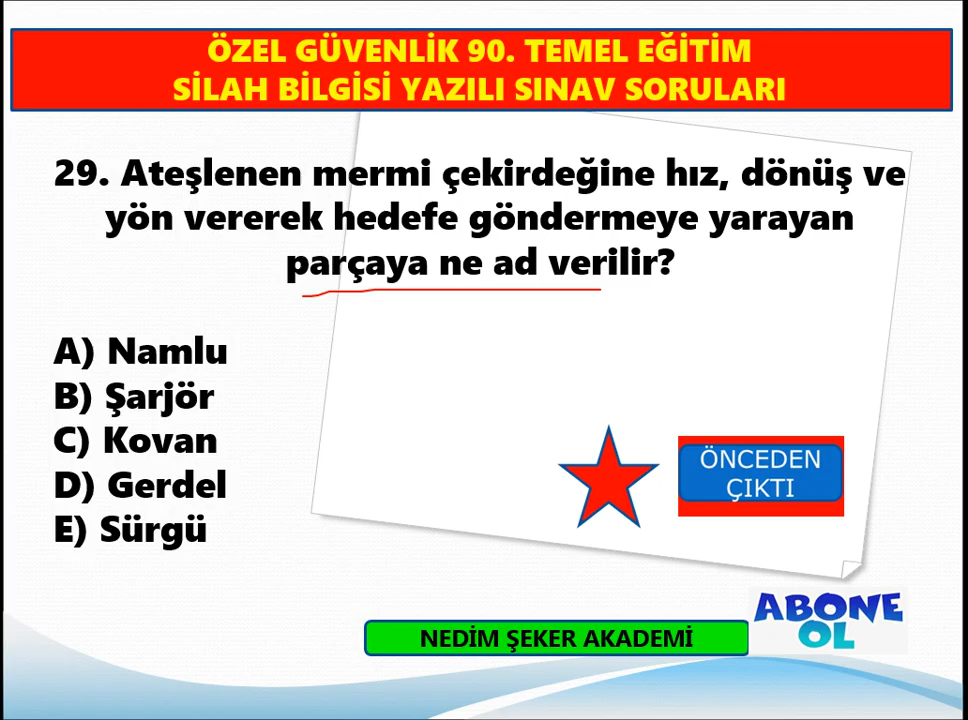 ÖZEL GÜVENLİK 90. TEMEL EĞİTİM
SİLAH BİLGİSİ YAZILI SINAV SORULARI
29. Ateşlenen mermi çekirdeğine hız, dönüş ve
yön vererek hedefe göndermeye yarayan
parçaya ne ad verilir?
A) Namlu
B) Şarjör
C) Kovan
D) Gerdel
E) Sürgü
ÖNCEDEN
ÇIKTI
NEDİM ŞEKER AKADEMİ
ABONE
OL